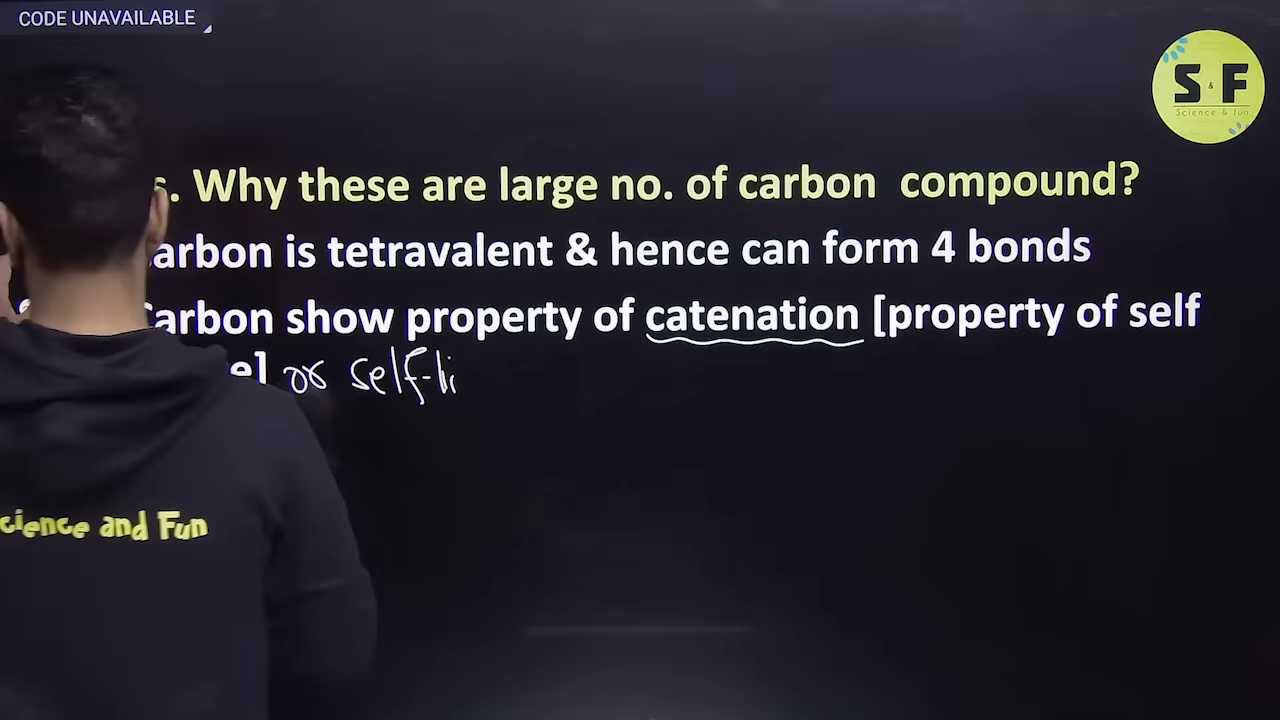 CODE UNAVAILABLE
S & F
Science & fun
. Why these are large no. of carbon compound?
arbon is tetravalent & hence can form 4 bonds
arbon show property of catenation [property of self
e] or self-li
cience and Fun